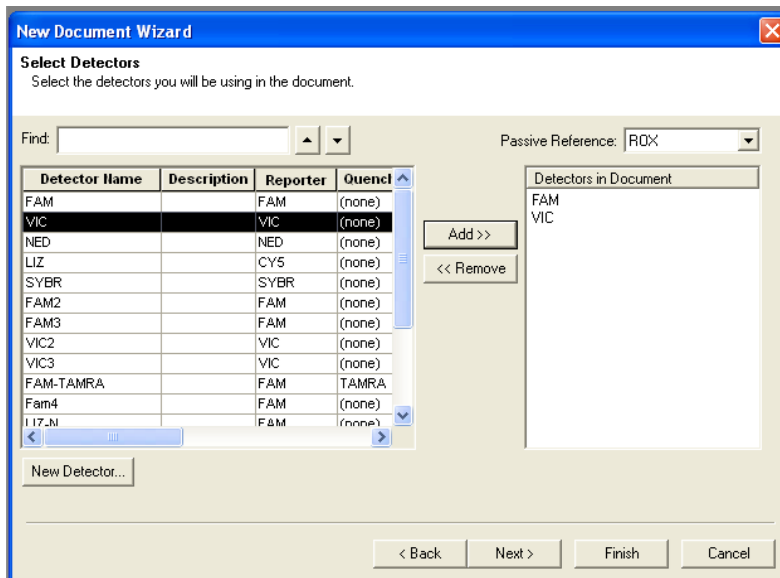 New Document Wizard
Select Detectors
Select the detectors you will be using in the document.
Find:
Passive Reference: ROX
Detector Name Description Reporter Quencl
FAM FAM (none)
VIC VIC (none)
NED NED (none)
LIZ CY5 (none)
SYBR SYBR (none)
FAM2 FAM (none)
FAM3 FAM (none)
VIC2 VIC (none)
VIC3 VIC (none)
FAM-TAMRA FAM TAMRA
Fam4 FAM (none)
LIZ-N FAM (none)
Add >>
<< Remove
Detectors in Document
FAM
VIC
New Detector...
< Back Next > Finish Cancel